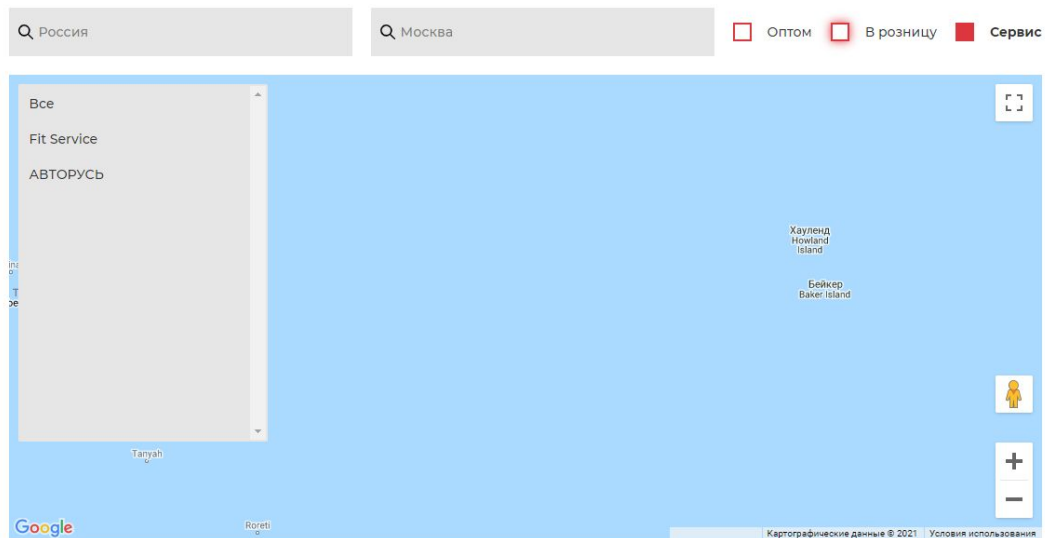 Россия
Москва
Оптом
В розницу
Сервис
Все
Fit Service
АВТОРУСЬ
Хауленд
Howland
Island
Бейкер
Baker Island
Tanyah
Roreti
Google
Картографические данные © 2021
Условия использования